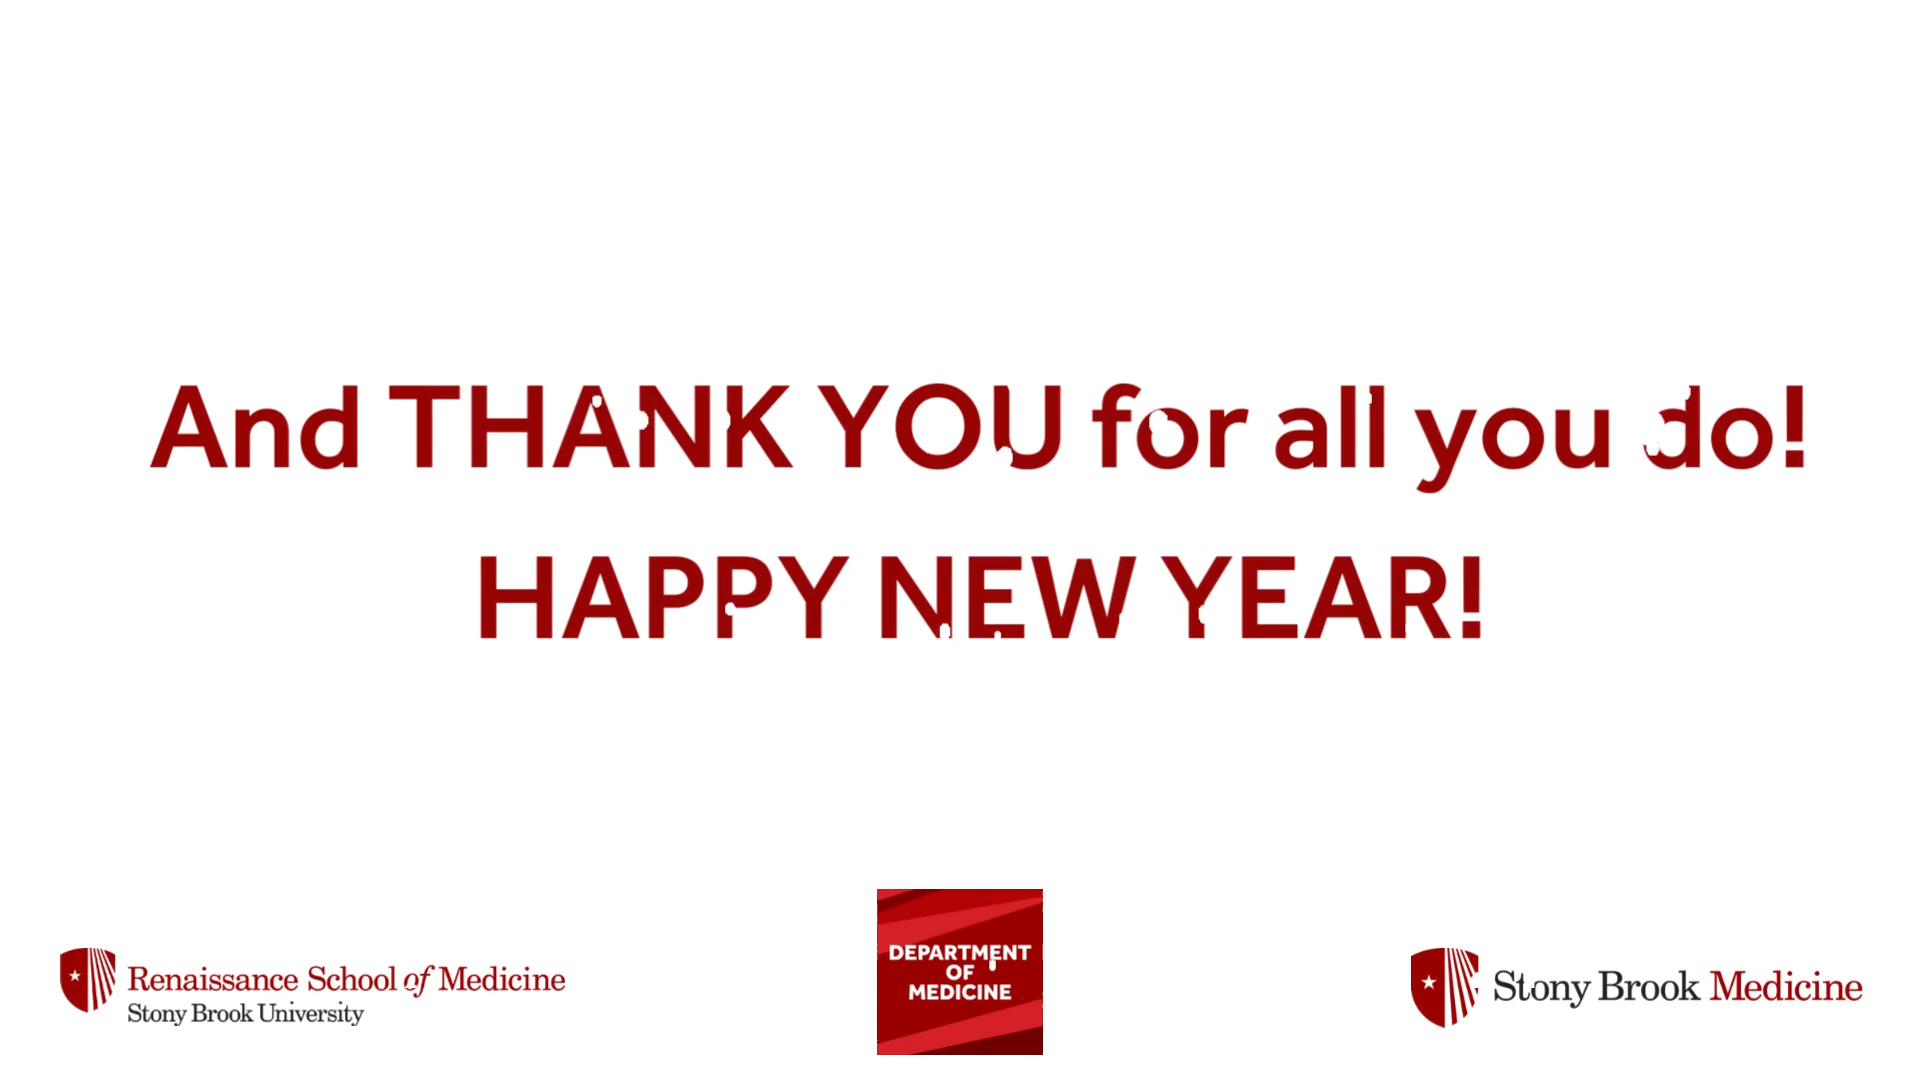 And THANK YOU for all you do!
HAPPY NEW YEAR!
Renaissance School of Medicine
Stony Brook University
DEPARTMENT
OF
MEDICINE
Stony Brook Medicine